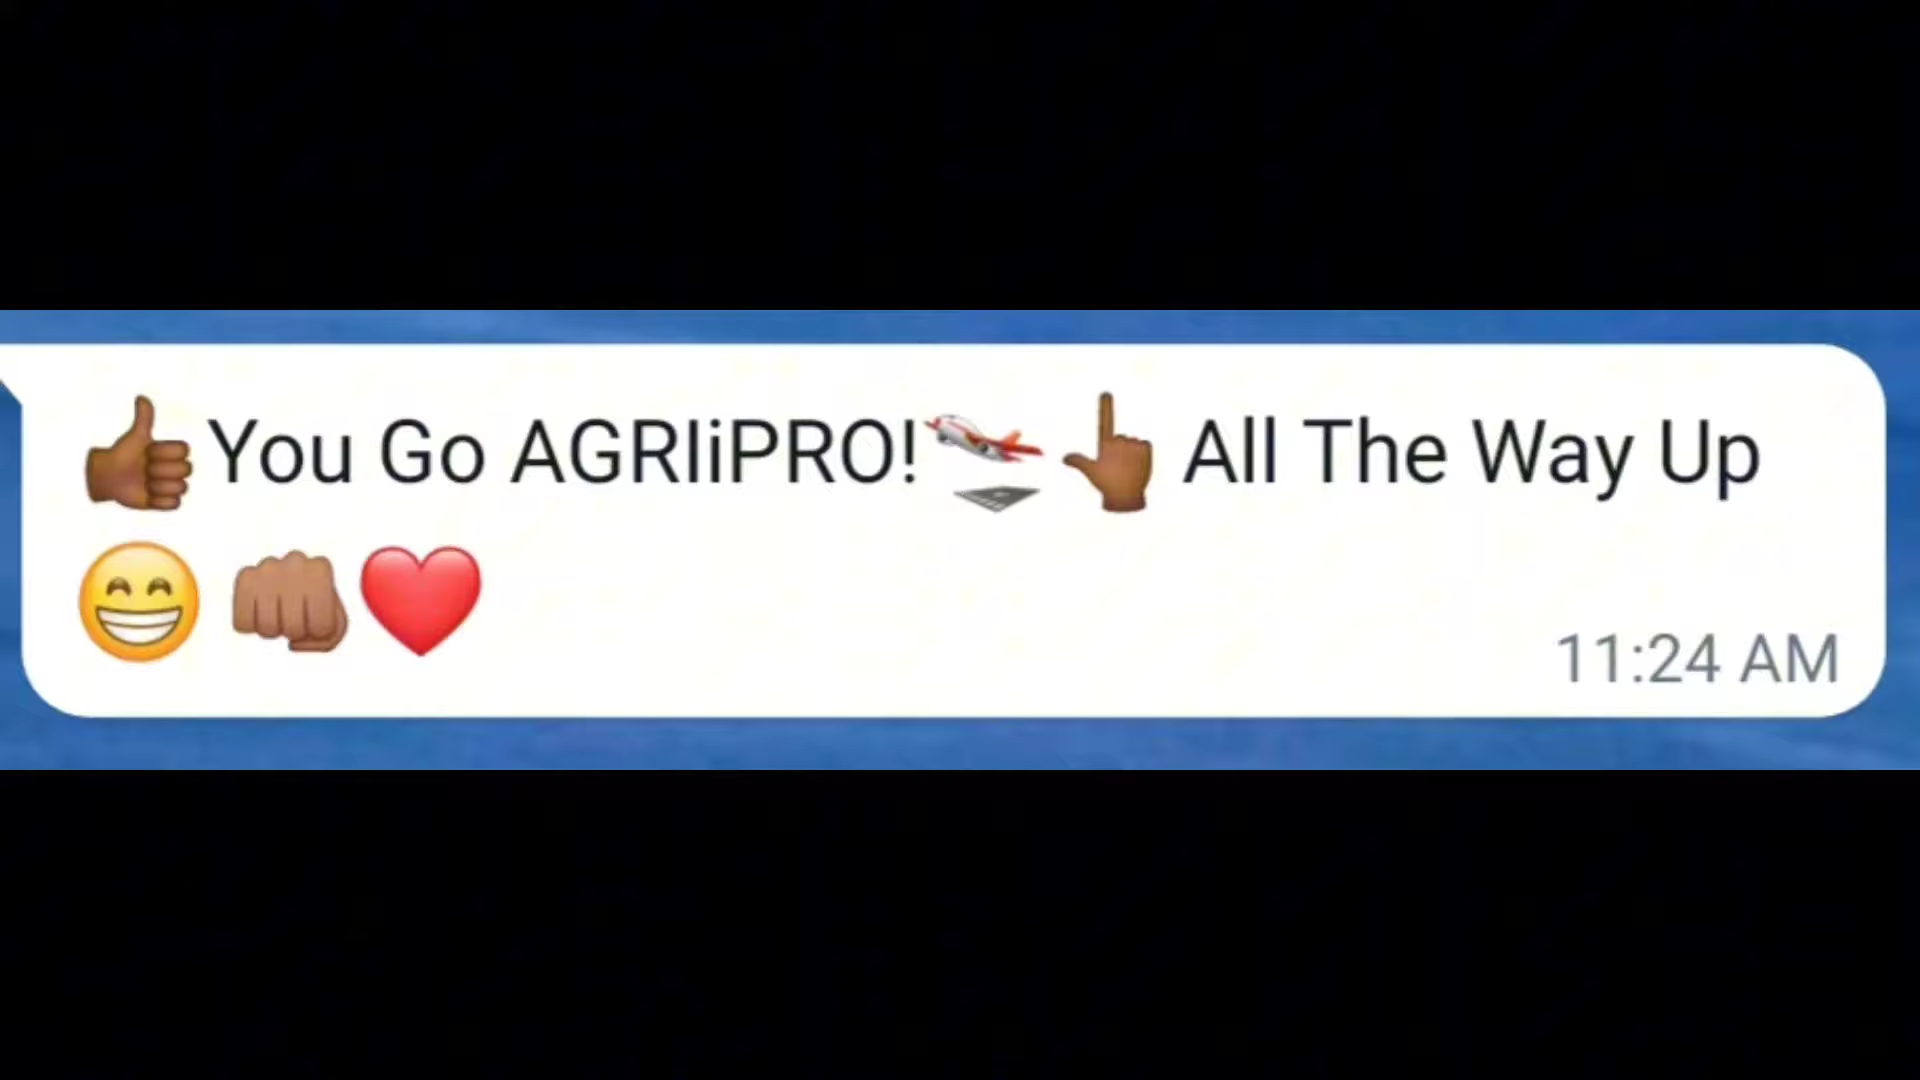 👍🏾You Go AGRIiPRO!🛬👆🏾 All The Way Up
😁 👊🏽❤️
11:24 AM